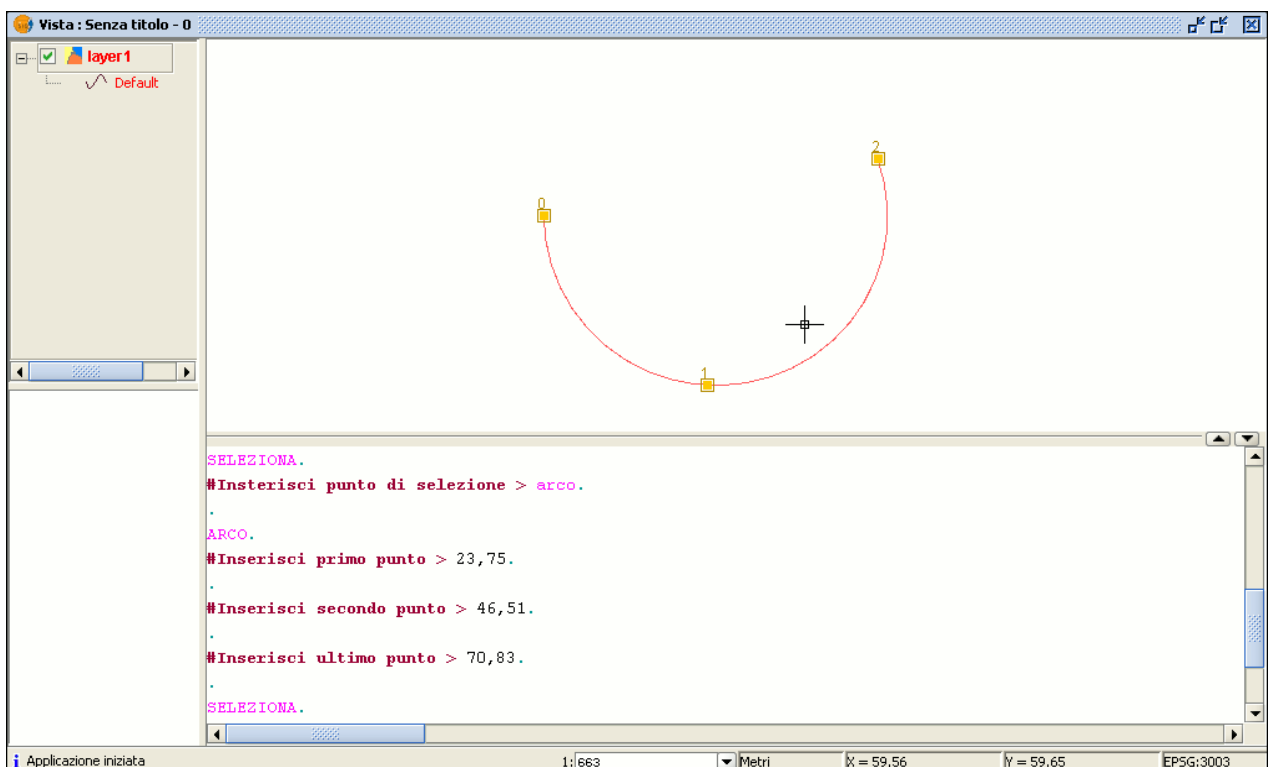 Vista : Senza titolo - 0
layer1
Default
0
1
2
SELEZIONA.
#Insterisci punto di selezione > arco.
.
ARCO.
#Inserisci primo punto > 23,75.
.
#Inserisci secondo punto > 46,51.
.
#Inserisci ultimo punto > 70,83.
.
SELEZIONA.
Applicazione iniziata 1: 663 Metri X = 59.56 Y = 59.65 EPSG:3003